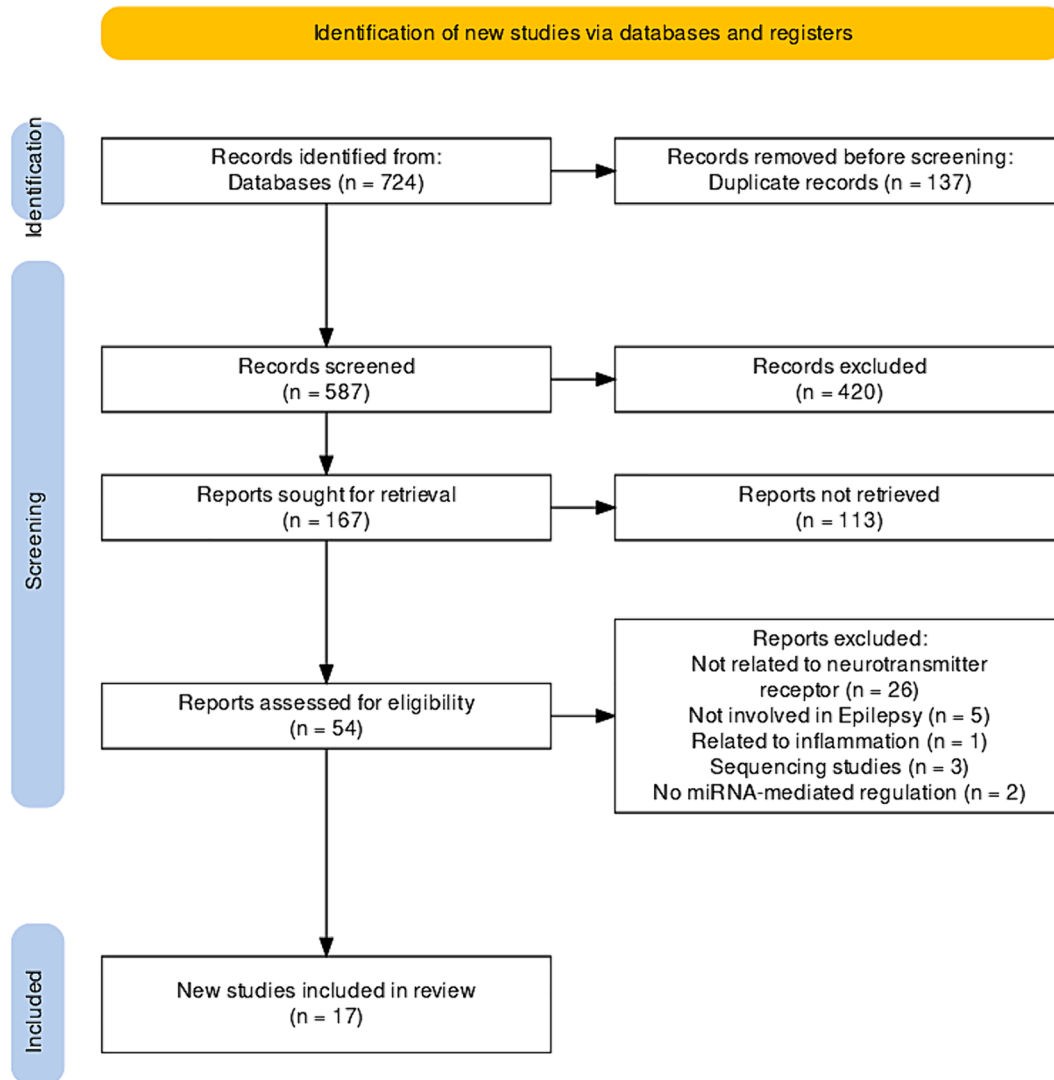 Identification of new studies via databases and registers
Identification
Records identified from:
Databases (n = 724)
Records removed before screening:
Duplicate records (n = 137)
Screening
Records screened
(n = 587)
Records excluded
(n = 420)
Reports sought for retrieval
(n = 167)
Reports not retrieved
(n = 113)
Reports assessed for eligibility
(n = 54)
Reports excluded:
Not related to neurotransmitter
receptor (n = 26)
Not involved in Epilepsy (n = 5)
Related to inflammation (n = 1)
Sequencing studies (n = 3)
No miRNA-mediated regulation (n = 2)
Included
New studies included in review
(n = 17)